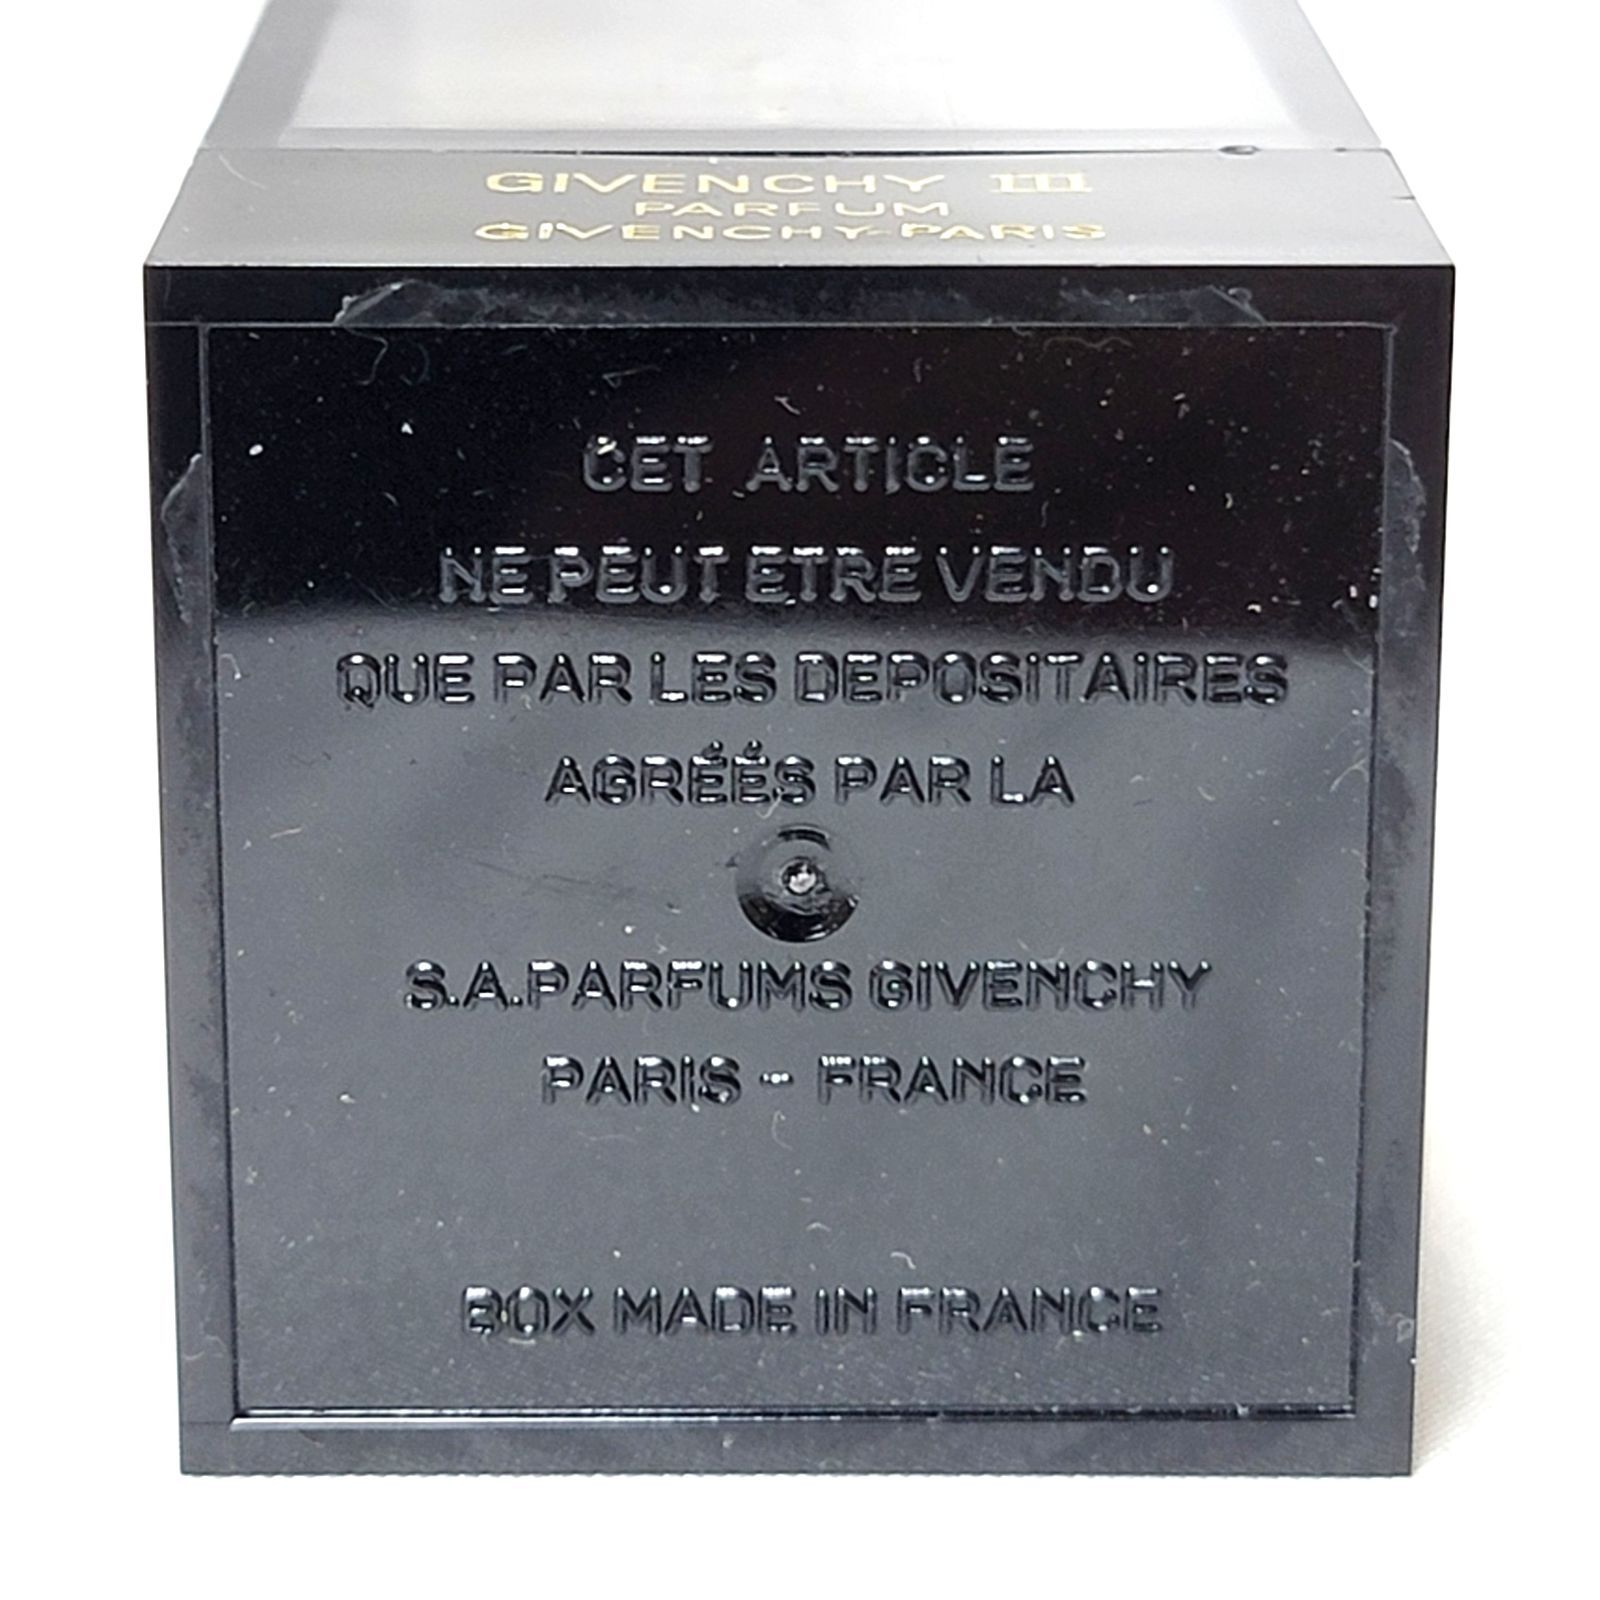 GIVENCHY III
PARFUM
GIVENCHY-PARIS
CET ARTICLE
NE PEUT ETRE VENDU
QUE PAR LES DEPOSITAIRES
AGRÉÉS PAR LA
S.A.PARFUMS GIVENCHY
PARIS - FRANCE
BOX MADE IN FRANCE